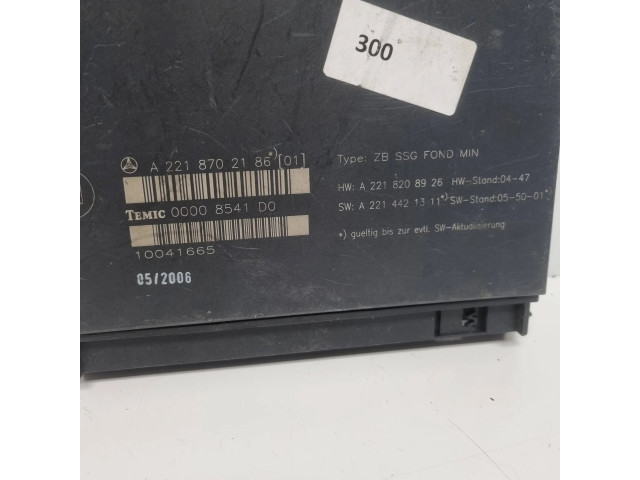 300
A 221 870 21 86*) [01]
TEMIC 0000 8541 D0
10041665
05/2006
Type: ZB SSG FOND MIN
HW: A 221 820 89 26 HW-Stand:04-47
SW: A 221 442 13 11*) SW-Stand:05-50-01*)
*) gueltig bis zur evtl. SW-Aktualisierung